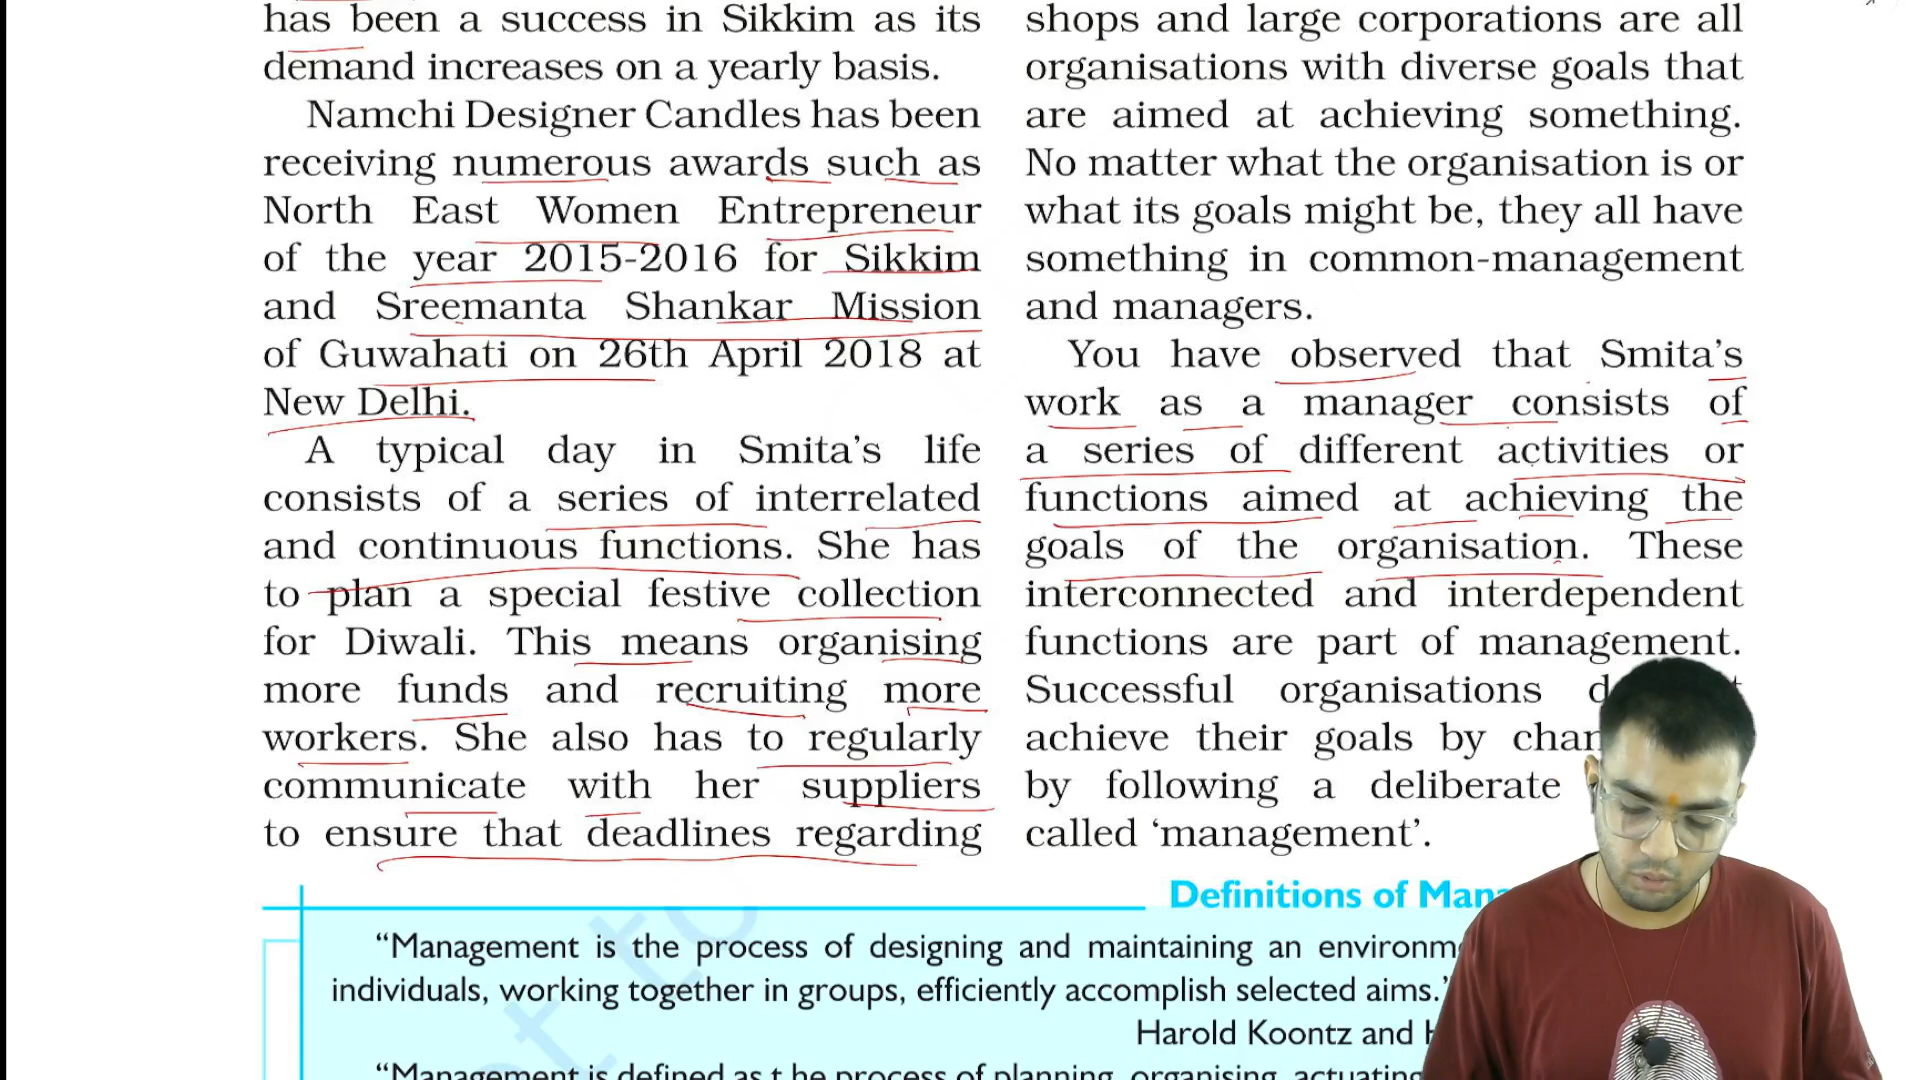 has been a success in Sikkim as its
demand increases on a yearly basis.
Namchi Designer Candles has been
receiving numerous awards such as
North East Women Entrepreneur
of the year 2015-2016 for Sikkim
and Sreemanta Shankar Mission
of Guwahati on 26th April 2018 at
New Delhi.
A typical day in Smita’s life
consists of a series of interrelated
and continuous functions. She has
to plan a special festive collection
for Diwali. This means organising
more funds and recruiting more
workers. She also has to regularly
communicate with her suppliers
to ensure that deadlines regarding
shops and large corporations are all
organisations with diverse goals that
are aimed at achieving something.
No matter what the organisation is or
what its goals might be, they all have
something in common-management
and managers.
You have observed that Smita’s
work as a manager consists of
a series of different activities or
functions aimed at achieving the
goals of the organisation. These
interconnected and interdependent
functions are part of management.
Successful organisations
achieve their goals by
by following a deliberate
called ‘management’.
Definitions of
“Management is the process of designing and maintaining an
individuals, working together in groups, efficiently accomplish selected aims.”
Harold Koontz and
“Management is defined as t he process of planning, organising, actuating